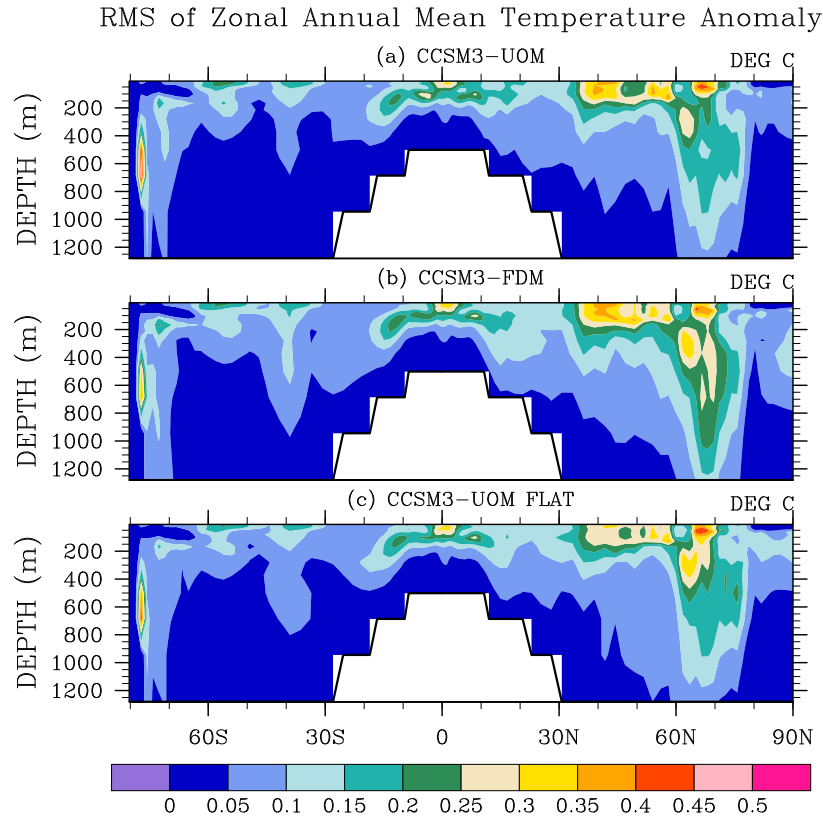 RMS of Zonal Annual Mean Temperature Anomaly
(a) CCSM3-UOM
DEG C
DEPTH (m)
200
400
600
800
1000
1200
(b) CCSM3-FDM
DEG C
DEPTH (m)
200
400
600
800
1000
1200
(c) CCSM3-UOM FLAT
DEG C
DEPTH (m)
200
400
600
800
1000
1200
60S 30S 0 30N 60N 90N
0 0.05 0.1 0.15 0.2 0.25 0.3 0.35 0.4 0.45 0.5